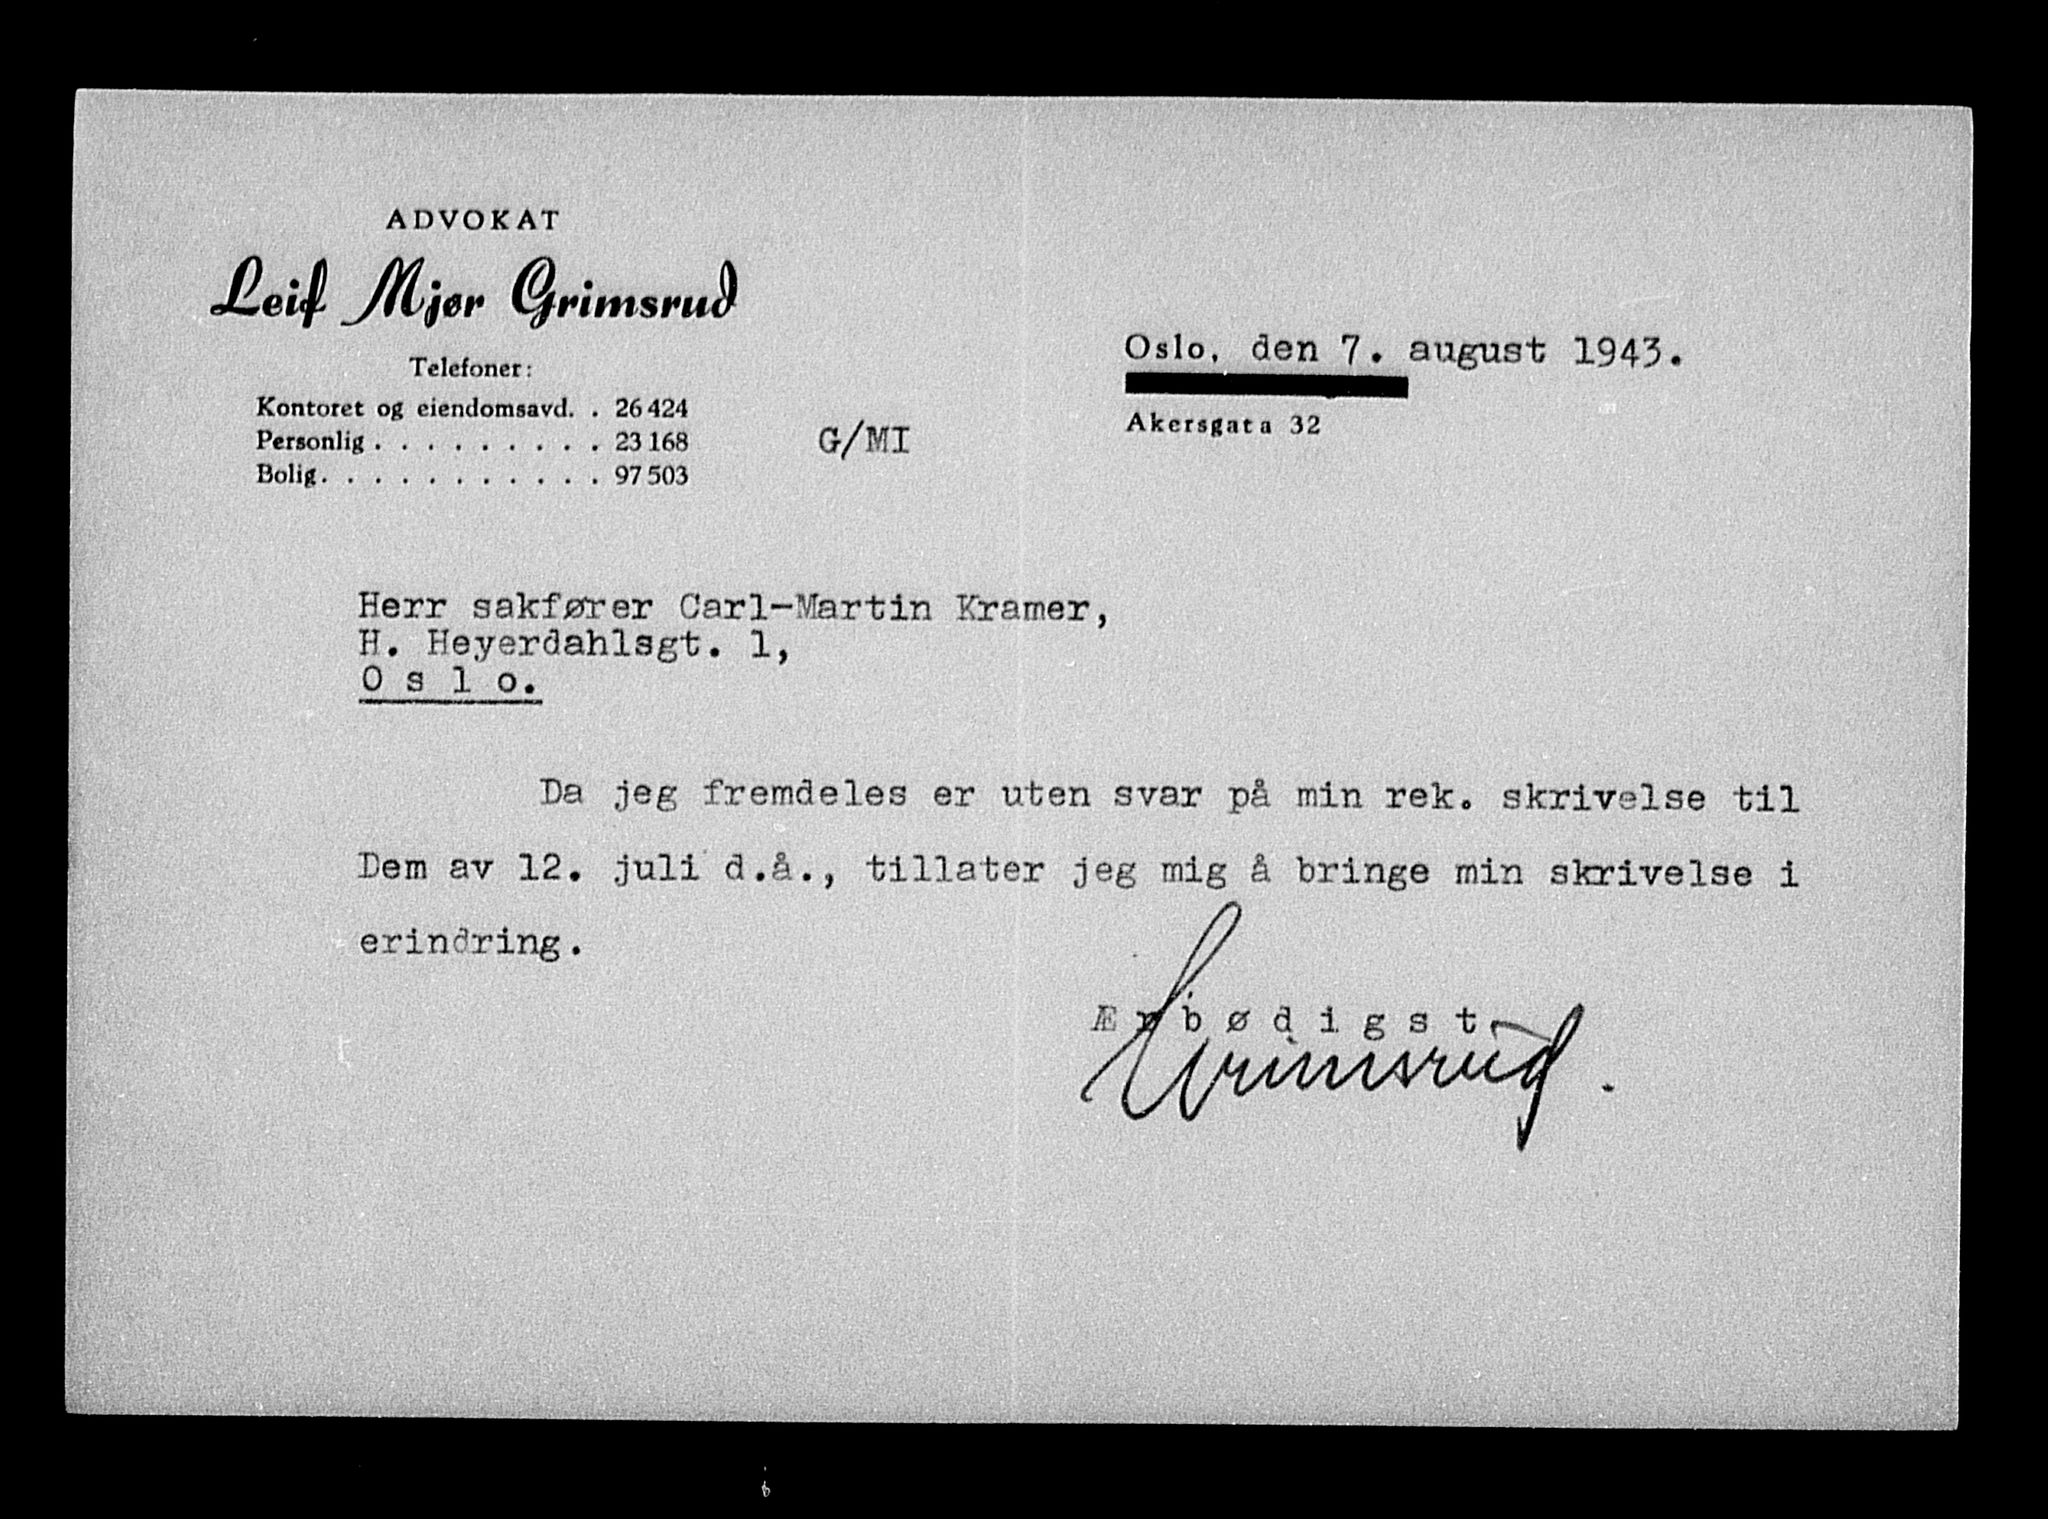 ADVOKAT
Leif Mjør Grimsrud
Telefoner:
Kontoret og eiendomsavd. . 26 424
Personlig . . . . . . . . . 23 168
Bolig. . . . . . . . . . . 97 503
G/MI
Oslo, den 7. august 1943.
Akersgata 32
Herr sakfører Carl-Martin Kramer,
H. Heyerdahlsgt. 1,
O s l o.
Da jeg fremdeles er uten svar på min rek. skrivelse til
Dem av 12. juli d.å., tillater jeg mig å bringe min skrivelse i
erindring.
Æ r b ø d i g s t
Grimsrud.